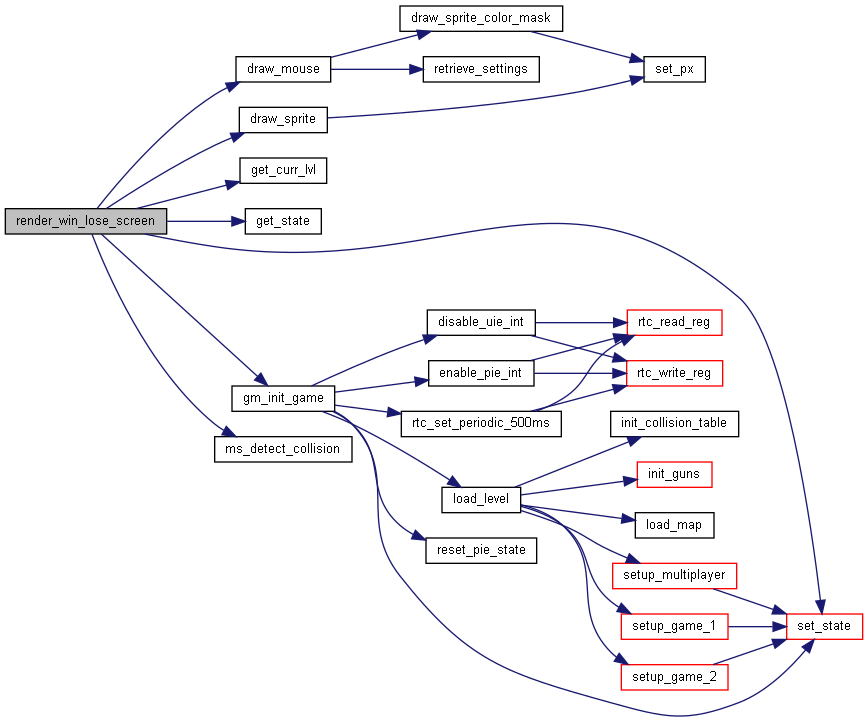 draw_sprite_color_mask
draw_mouse
retrieve_settings
set_px
draw_sprite
get_curr_lvl
render_win_lose_screen
get_state
disable_uie_int
rtc_read_reg
enable_pie_int
rtc_write_reg
gm_init_game
rtc_set_periodic_500ms
init_collision_table
ms_detect_collision
init_guns
load_level
load_map
reset_pie_state
setup_multiplayer
setup_game_1
set_state
setup_game_2